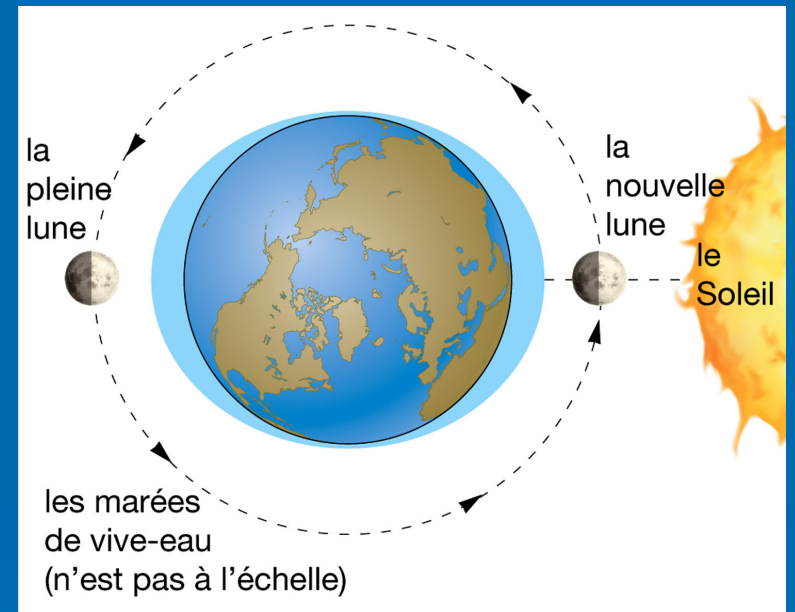 la
pleine
lune
la
nouvelle
lune
le
Soleil
les marées
de vive-eau
(n'est pas à l'échelle)